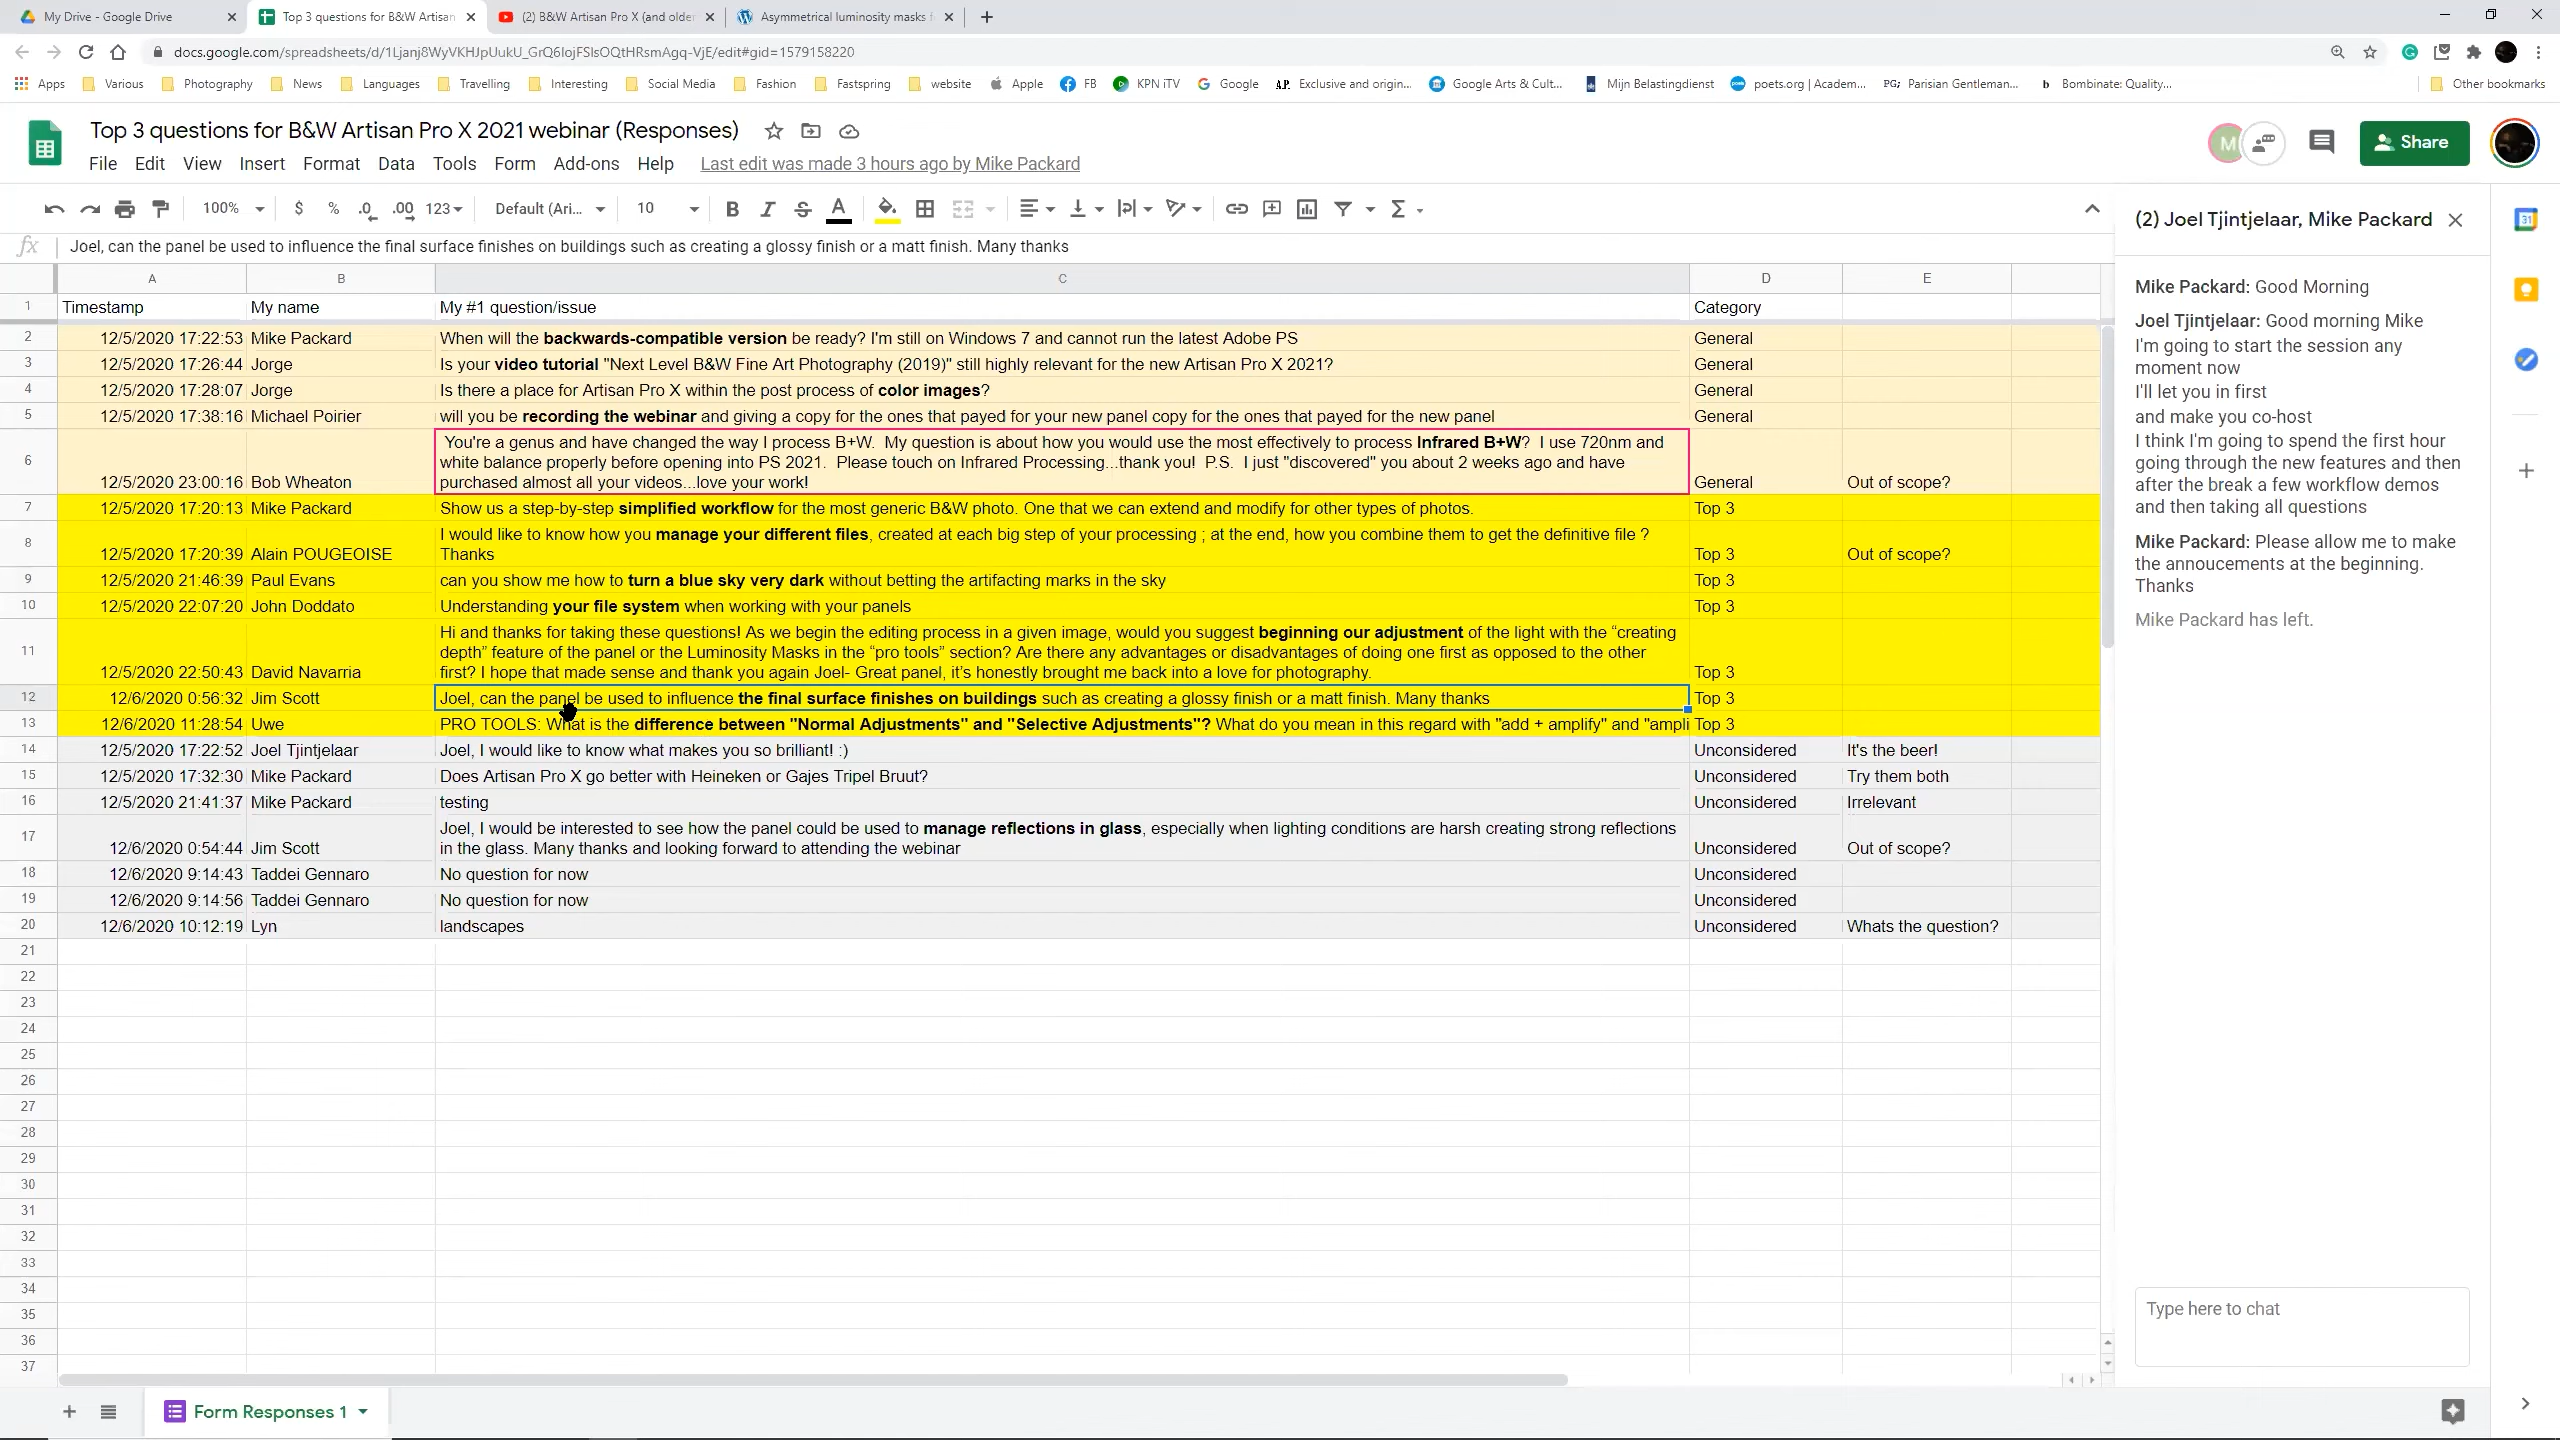 My Drive - Google Drive
Top 3 questions for B&W Artisan
(2) B&W Artisan Pro X (and older
Asymmetrical luminosity masks f
docs.google.com/spreadsheets/d/1Ljanj8WyVKHJpUukU_GrQ6IojFSlsOQtHRsmAgq-VjE/edit#gid=1579158220
Apps Various Photography News Languages Travelling Interesting Social Media Fashion Fastspring website Apple FB KPN iTV Google Exclusive and origin... Google Arts & Cult... Mijn Belastingdienst poets.org | Academ... Parisian Gentleman... Bombinate: Quality... Other bookmarks
Top 3 questions for B&W Artisan Pro X 2021 webinar (Responses)
File Edit View Insert Format Data Tools Form Add-ons Help Last edit was made 3 hours ago by Mike Packard
Share
100% $ % .0 .00 123 Default (Ari... 10 B I S A
fx Joel, can the panel be used to influence the final surface finishes on buildings such as creating a glossy finish or a matt finish. Many thanks
A B C D E
1 Timestamp My name My #1 question/issue Category
2 12/5/2020 17:22:53 Mike Packard When will the backwards-compatible version be ready? I'm still on Windows 7 and cannot run the latest Adobe PS General
3 12/5/2020 17:26:44 Jorge Is your video tutorial "Next Level B&W Fine Art Photography (2019)" still highly relevant for the new Artisan Pro X 2021? General
4 12/5/2020 17:28:07 Jorge Is there a place for Artisan Pro X within the post process of color images? General
5 12/5/2020 17:38:16 Michael Poirier will you be recording the webinar and giving a copy for the ones that payed for your new panel copy for the ones that payed for the new panel General
You're a genus and have changed the way I process B+W. My question is about how you would use the most effectively to process Infrared B+W? I use 720nm and
6 white balance properly before opening into PS 2021. Please touch on Infrared Processing...thank you! P.S. I just "discovered" you about 2 weeks ago and have
12/5/2020 23:00:16 Bob Wheaton purchased almost all your videos...love your work! General Out of scope?
7 12/5/2020 17:20:13 Mike Packard Show us a step-by-step simplified workflow for the most generic B&W photo. One that we can extend and modify for other types of photos. Top 3
8 I would like to know how you manage your different files, created at each big step of your processing ; at the end, how you combine them to get the definitive file ?
12/5/2020 17:20:39 Alain POUGEOISE Thanks Top 3 Out of scope?
9 12/5/2020 21:46:39 Paul Evans can you show me how to turn a blue sky very dark without betting the artifacting marks in the sky Top 3
10 12/5/2020 22:07:20 John Doddato Understanding your file system when working with your panels Top 3
Hi and thanks for taking these questions! As we begin the editing process in a given image, would you suggest beginning our adjustment of the light with the “creating
11 depth” feature of the panel or the Luminosity Masks in the “pro tools” section? Are there any advantages or disadvantages of doing one first as opposed to the other
12/5/2020 22:50:43 David Navarria first? I hope that made sense and thank you again Joel- Great panel, it’s honestly brought me back into a love for photography. Top 3
12 12/6/2020 0:56:32 Jim Scott Joel, can the panel be used to influence the final surface finishes on buildings such as creating a glossy finish or a matt finish. Many thanks Top 3
13 12/6/2020 11:28:54 Uwe PRO TOOLS: What is the difference between "Normal Adjustments" and "Selective Adjustments"? What do you mean in this regard with "add + amplify" and "ampli Top 3
14 12/5/2020 17:22:52 Joel Tjintjelaar Joel, I would like to know what makes you so brilliant! :) Unconsidered It's the beer!
15 12/5/2020 17:32:30 Mike Packard Does Artisan Pro X go better with Heineken or Gajes Tripel Bruut? Unconsidered Try them both
16 12/5/2020 21:41:37 Mike Packard testing Unconsidered Irrelevant
17 Joel, I would be interested to see how the panel could be used to manage reflections in glass, especially when lighting conditions are harsh creating strong reflections
12/6/2020 0:54:44 Jim Scott in the glass. Many thanks and looking forward to attending the webinar Unconsidered Out of scope?
18 12/6/2020 9:14:43 Taddei Gennaro No question for now Unconsidered
19 12/6/2020 9:14:56 Taddei Gennaro No question for now Unconsidered
20 12/6/2020 10:12:19 Lyn landscapes Unconsidered Whats the question?
21
22
23
24
25
26
27
28
29
30
31
32
33
34
35
36
37
Form Responses 1
(2) Joel Tjintjelaar, Mike Packard
Mike Packard: Good Morning
Joel Tjintjelaar: Good morning Mike
I'm going to start the session any
moment now
I'll let you in first
and make you co-host
I think I'm going to spend the first hour
going through the new features and then
after the break a few workflow demos
and then taking all questions
Mike Packard: Please allow me to make
the annoucements at the beginning.
Thanks
Mike Packard has left.
Type here to chat